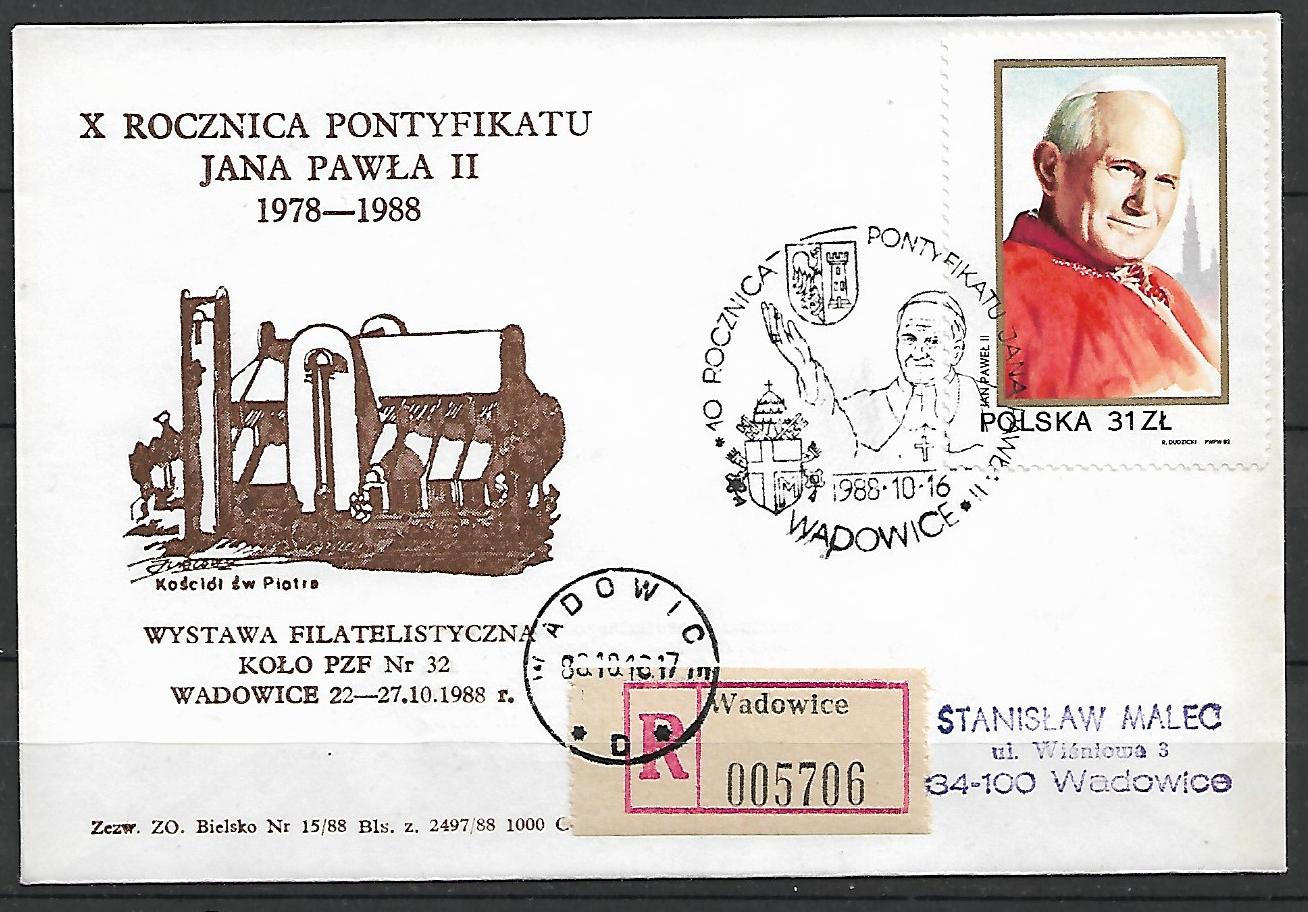 X ROCZNICA PONTYFIKATU
JANA PAWŁA II
1978—1988
Kościół św Piotra
WYSTAWA FILATELISTYCZNA
KOŁO PZF Nr 32
WADOWICE 22—27.10.1988 r.
Zezw. ZO. Bielsko Nr 15/88 Bls. z. 2497/88 1000 C
* 10 ROCZNICA PONTYFIKATU JANA PAWŁA II *
M
1988·10·16
WADOWICE
JAN PAWEŁ II
POLSKA 31 ZŁ
R. DUDZICKI PWPW 82
WADOWIC
* D *
R
Wadowice
005706
STANISŁAW MALEC
ul. Wiśniowa 3
34-100 Wadowice